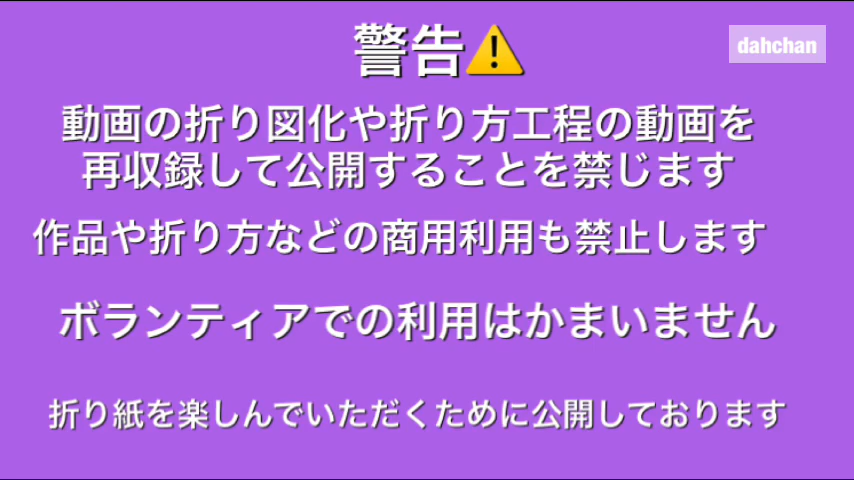 警告⚠️
dahchan
動画の折り図化や折り方工程の動画を
再収録して公開することを禁じます
作品や折り方などの商用利用も禁止します
ボランティアでの利用はかまいません
折り紙を楽しんでいただくために公開しております